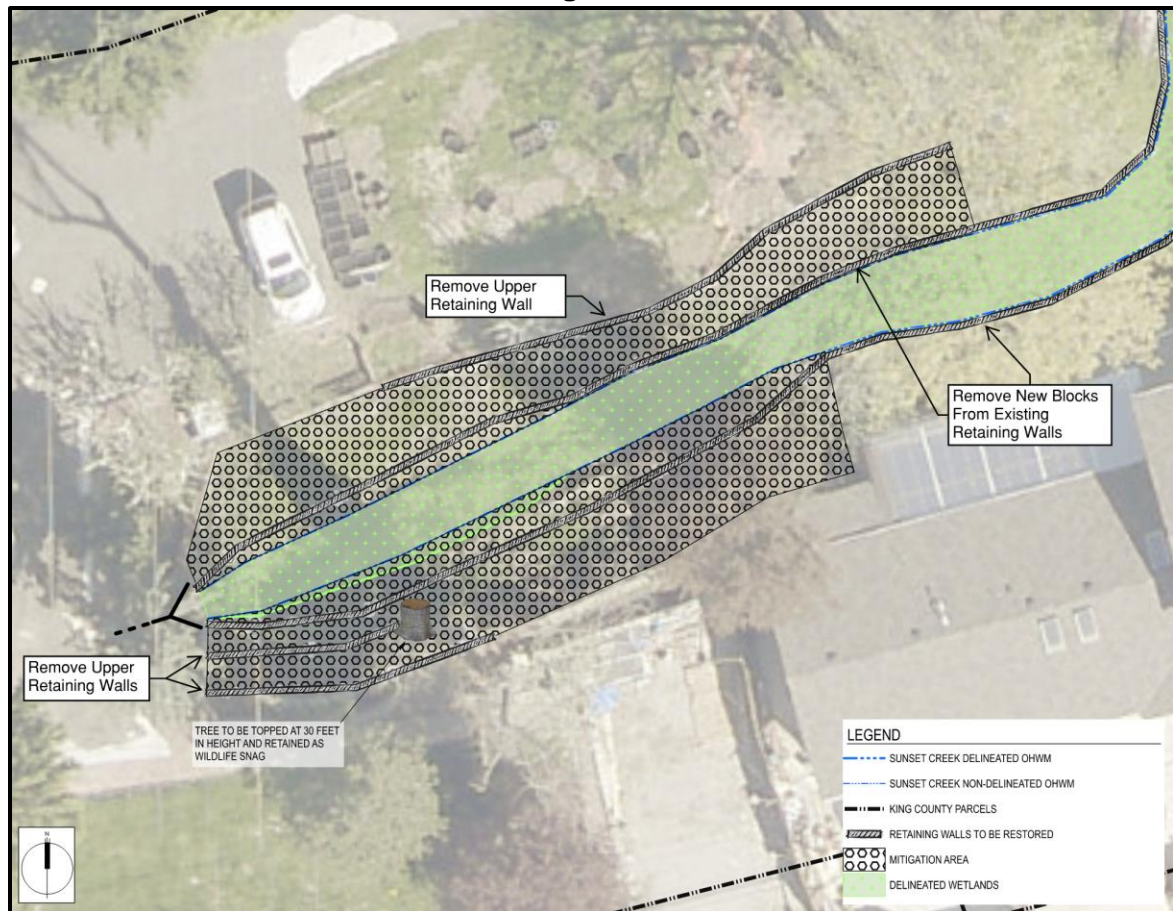 Remove Upper
Retaining Wall
Remove New Blocks
From Existing
Retaining Walls
Remove Upper
Retaining Walls
TREE TO BE TOPPED AT 30 FEET
IN HEIGHT AND RETAINED AS
WILDLIFE SNAG
LEGEND
SUNSET CREEK DELINEATED OHWM
SUNSET CREEK NON-DELINEATED OHWM
KING COUNTY PARCELS
RETAINING WALLS TO BE RESTORED
MITIGATION AREA
DELINEATED WETLANDS
N